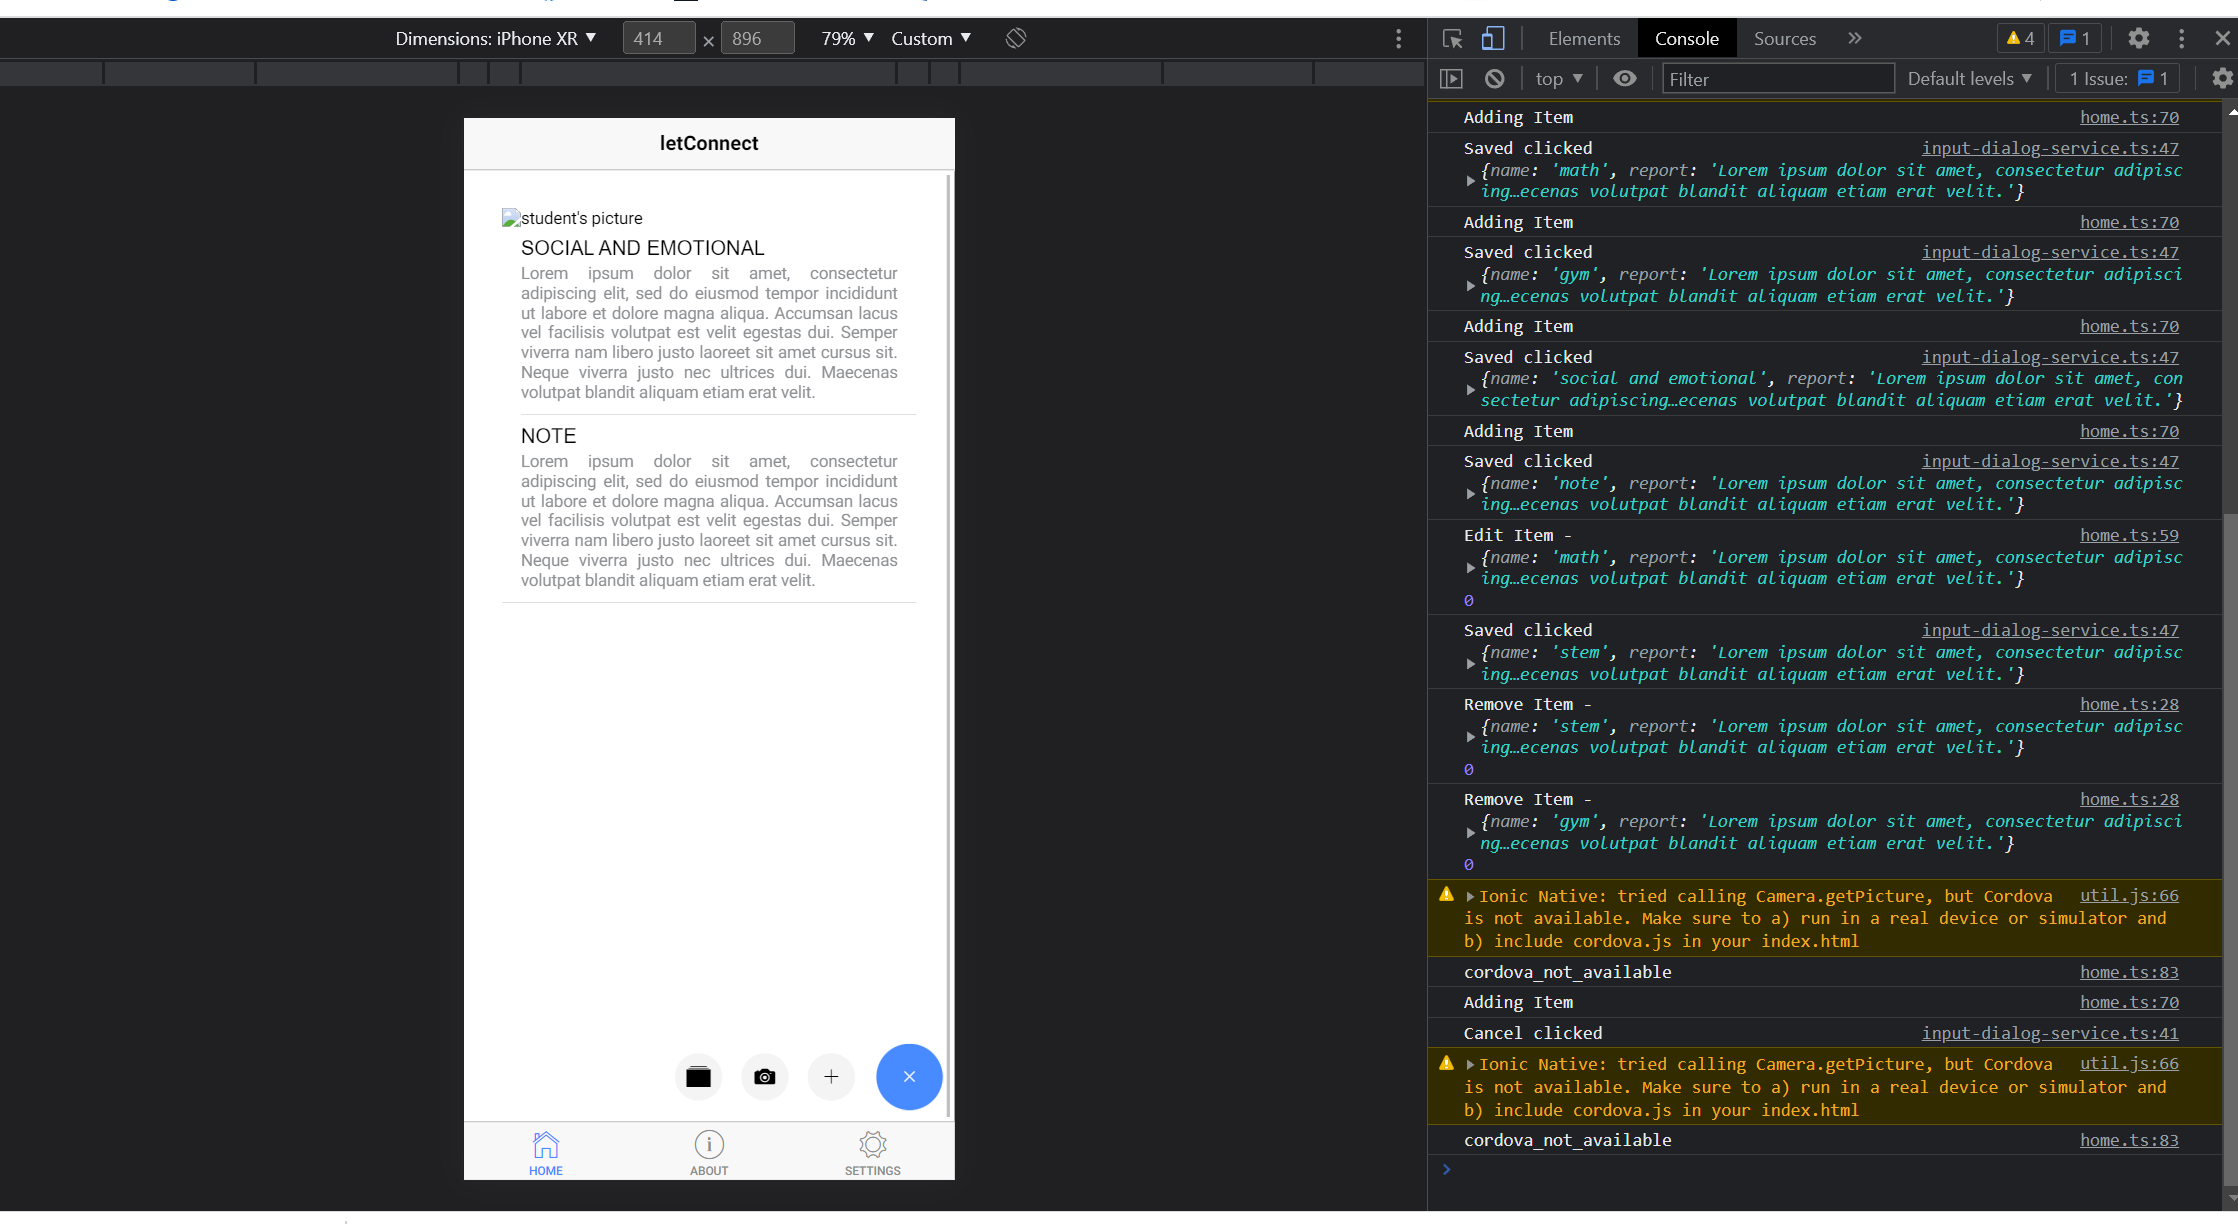 Dimensions: iPhone XR ▼ 414 × 896 79% ▼ Custom ▼
Elements Console Sources » 4 1
top ▼ Filter Default levels ▼ 1 Issue: 1
letConnect
student's picture
SOCIAL AND EMOTIONAL
Lorem ipsum dolor sit amet, consectetur
adipiscing elit, sed do eiusmod tempor incididunt
ut labore et dolore magna aliqua. Accumsan lacus
vel facilisis volutpat est velit egestas dui. Semper
viverra nam libero justo laoreet sit amet cursus sit.
Neque viverra justo nec ultrices dui. Maecenas
volutpat blandit aliquam etiam erat velit.
NOTE
Lorem ipsum dolor sit amet, consectetur
adipiscing elit, sed do eiusmod tempor incididunt
ut labore et dolore magna aliqua. Accumsan lacus
vel facilisis volutpat est velit egestas dui. Semper
viverra nam libero justo laoreet sit amet cursus sit.
Neque viverra justo nec ultrices dui. Maecenas
volutpat blandit aliquam etiam erat velit.
HOME ABOUT SETTINGS
Adding Item home.ts:70
Saved clicked input-dialog-service.ts:47
{name: 'math', report: 'Lorem ipsum dolor sit amet, consectetur adipisc
ing…ecenas volutpat blandit aliquam etiam erat velit.'}
Adding Item home.ts:70
Saved clicked input-dialog-service.ts:47
{name: 'gym', report: 'Lorem ipsum dolor sit amet, consectetur adipisci
ng…ecenas volutpat blandit aliquam etiam erat velit.'}
Adding Item home.ts:70
Saved clicked input-dialog-service.ts:47
{name: 'social and emotional', report: 'Lorem ipsum dolor sit amet, con
sectetur adipiscing…ecenas volutpat blandit aliquam etiam erat velit.'}
Adding Item home.ts:70
Saved clicked input-dialog-service.ts:47
{name: 'note', report: 'Lorem ipsum dolor sit amet, consectetur adipisc
ing…ecenas volutpat blandit aliquam etiam erat velit.'}
Edit Item - home.ts:59
{name: 'math', report: 'Lorem ipsum dolor sit amet, consectetur adipisc
ing…ecenas volutpat blandit aliquam etiam erat velit.'}
0
Saved clicked input-dialog-service.ts:47
{name: 'stem', report: 'Lorem ipsum dolor sit amet, consectetur adipisc
ing…ecenas volutpat blandit aliquam etiam erat velit.'}
Remove Item - home.ts:28
{name: 'stem', report: 'Lorem ipsum dolor sit amet, consectetur adipisc
ing…ecenas volutpat blandit aliquam etiam erat velit.'}
0
Remove Item - home.ts:28
{name: 'gym', report: 'Lorem ipsum dolor sit amet, consectetur adipisci
ng…ecenas volutpat blandit aliquam etiam erat velit.'}
0
Ionic Native: tried calling Camera.getPicture, but Cordova util.js:66
is not available. Make sure to a) run in a real device or simulator and
b) include cordova.js in your index.html
cordova_not_available home.ts:83
Adding Item home.ts:70
Cancel clicked input-dialog-service.ts:41
Ionic Native: tried calling Camera.getPicture, but Cordova util.js:66
is not available. Make sure to a) run in a real device or simulator and
b) include cordova.js in your index.html
cordova_not_available home.ts:83